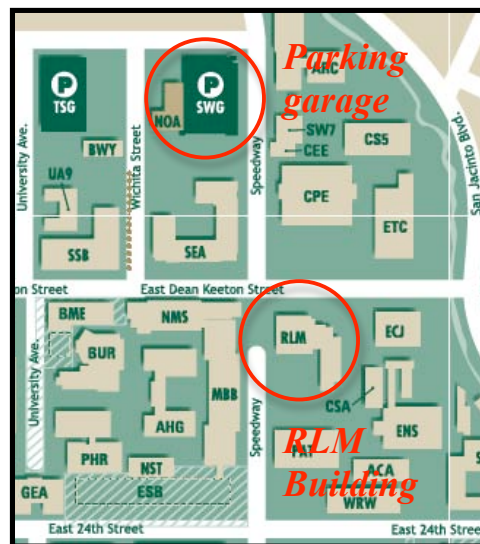 Parking
garage
ARC
P
TSG
P
SWG
NOA
BWY
SW7
CEE
CS5
UA9
CPE
ETC
SSB
SEA
University Ave.
Wichita Street
Speedway
San Jacinto Blvd.
on Street
East Dean Keeton Street
BME
NMS
RLM
ECJ
BUR
MBB
CSA
AHG
ENS
University Ave.
Speedway
PHR
NST
PAT
RLM
Building
ACA
GEA
ESB
WRW
S
East 24th Street
East 24th Street